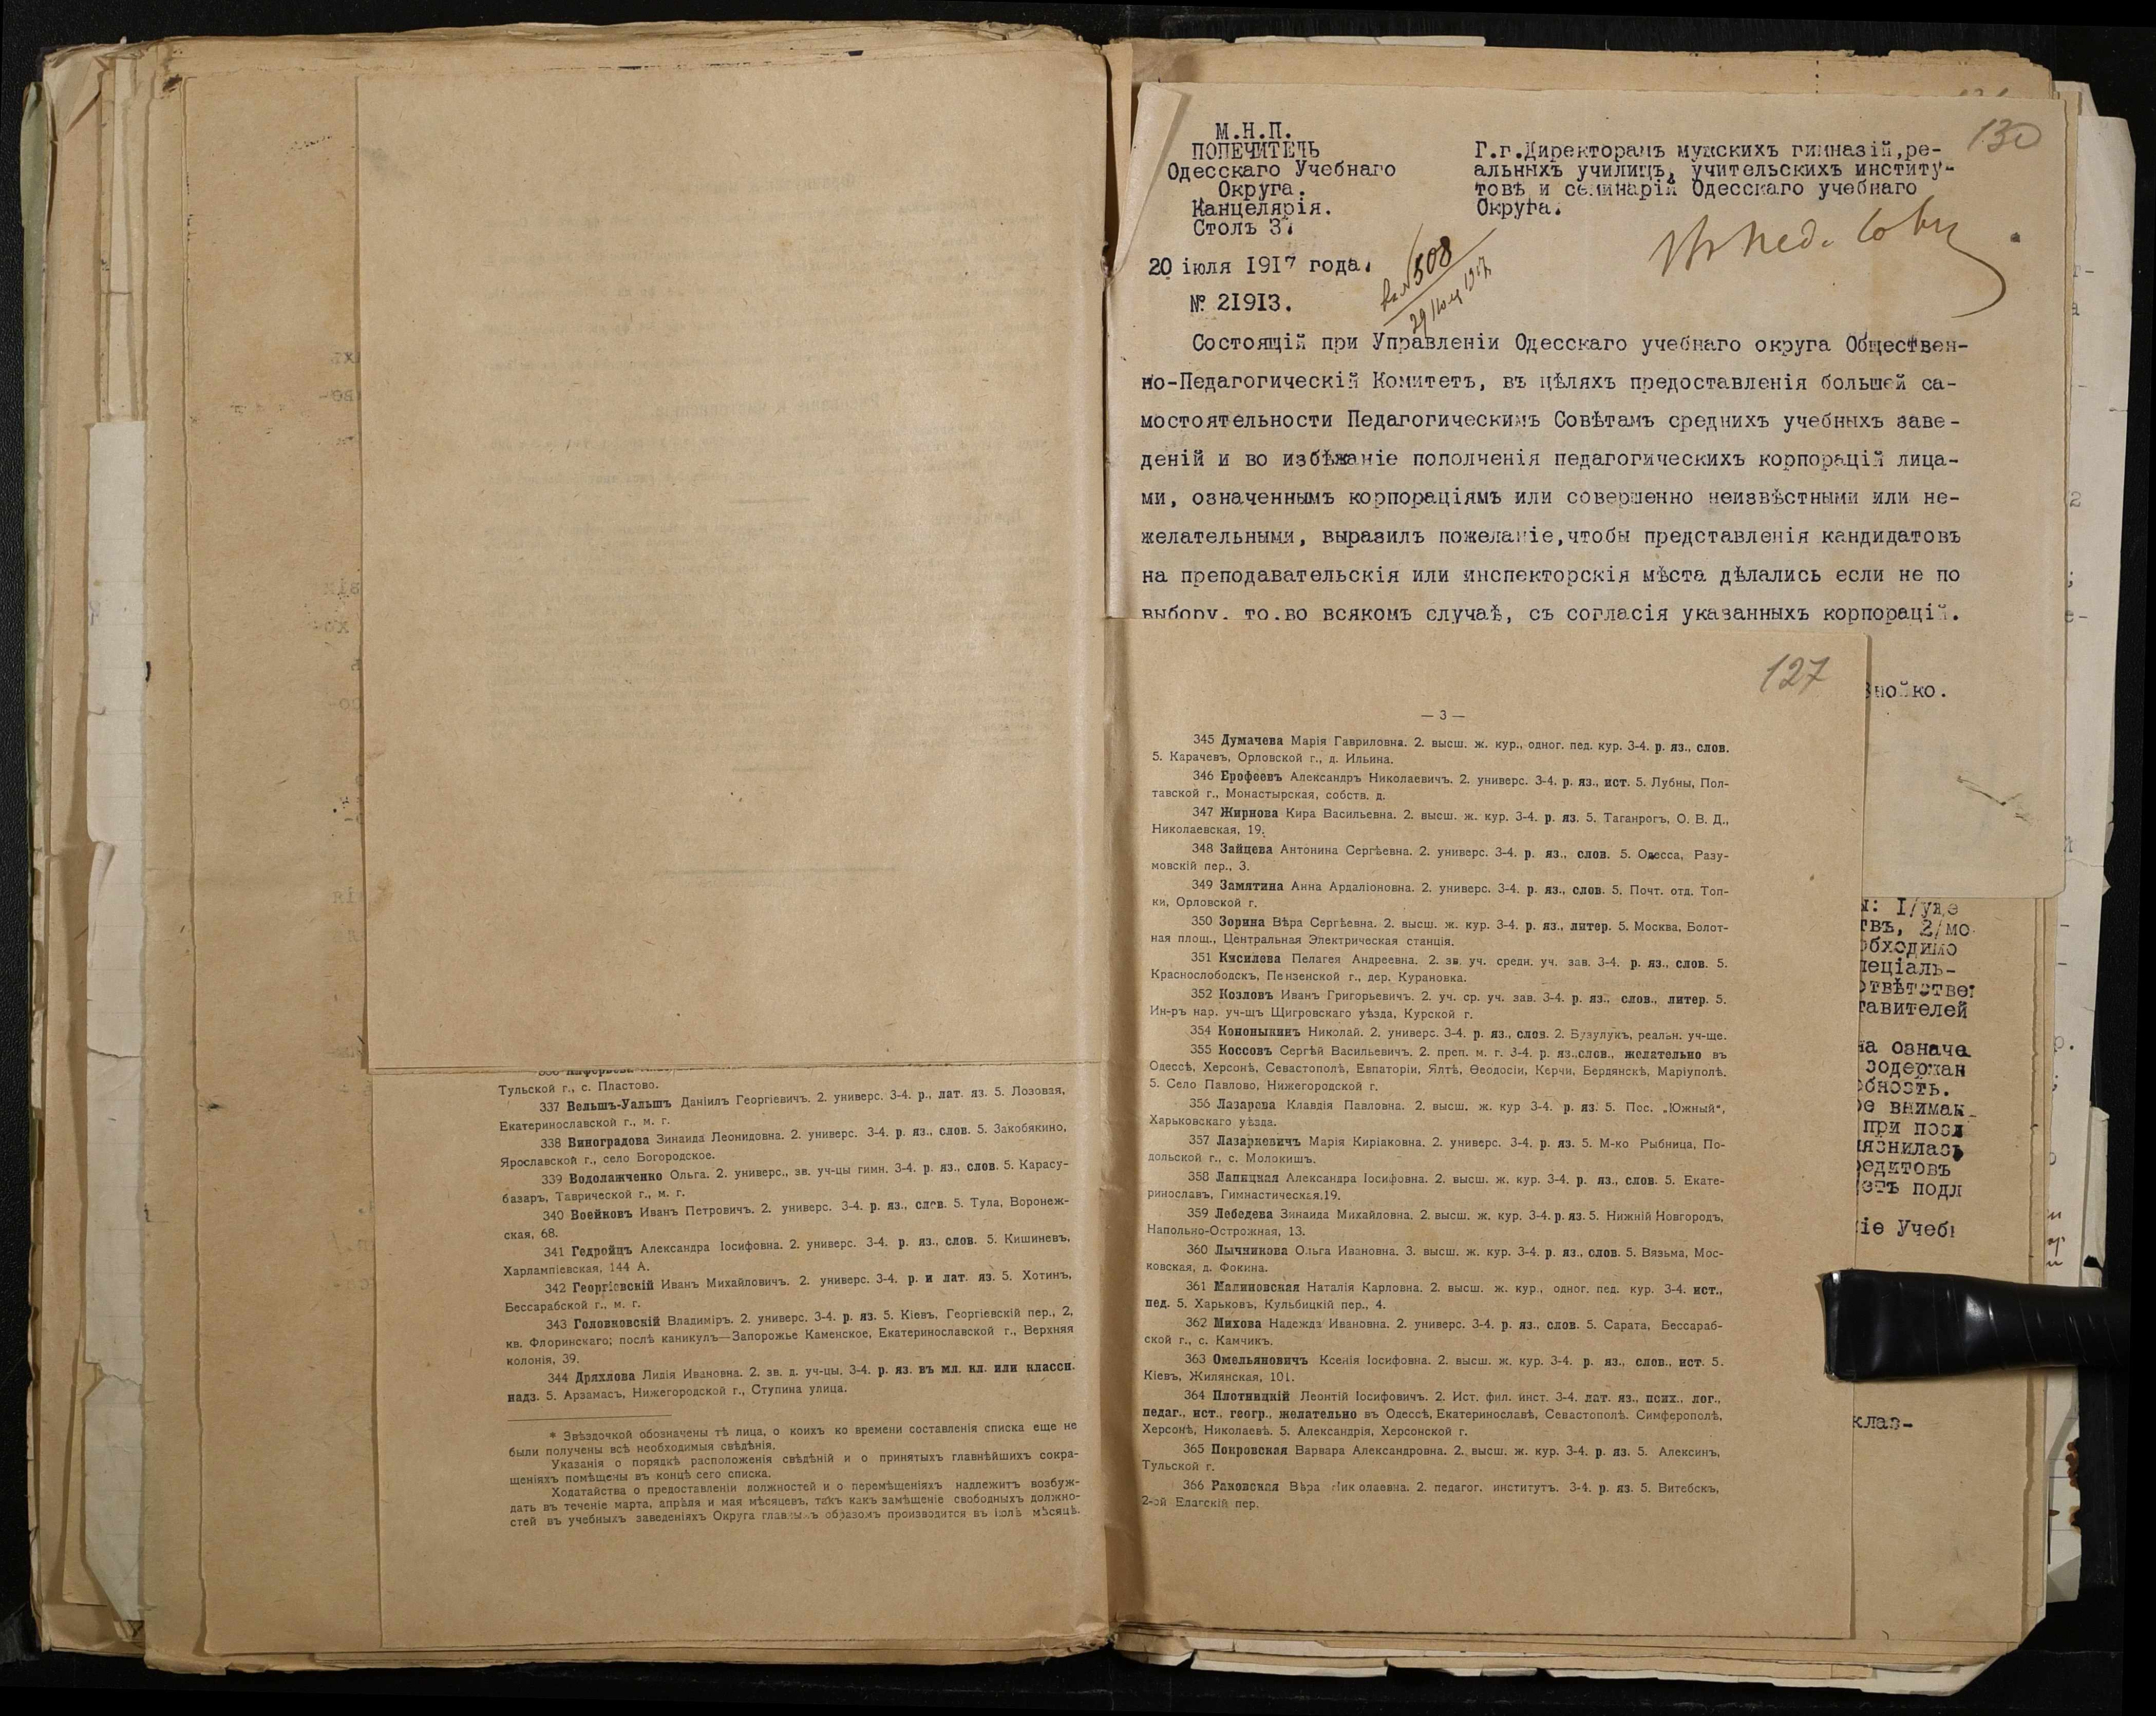 Тульской г., с. Пластово.
337 Вельшъ-Уальшъ Даніилъ Георгіевичъ. 2. универс. 3-4. р., лат. яз. 5. Лозовая,
Екатеринославской г., м. г.
338 Виноградова Зинаида Леонидовна. 2. универс. 3-4. р. яз., слов. 5. Закобякино,
Ярославской г., село Богородское.
339 Водолажченко Ольга. 2. универс., зв. уч-цы гимн. 3-4. р. яз., слов. 5. Карасу-
базаръ, Таврической г., м. г.
340 Воейковъ Иванъ Петровичъ. 2. универс. 3-4. р. яз., слов. 5. Тула, Воронеж-
ская, 68.
341 Гедройцъ Александра Іосифовна. 2. универс. 3-4. р. яз., слов. 5. Кишиневъ,
Харлампіевская, 144 А.
342 Георгіевскій Иванъ Михайловичъ. 2. универс. 3-4. р. и лат. яз. 5. Хотинъ,
Бессарабской г., м. г.
343 Головковскій Владиміръ. 2. универс. 3-4. р. яз. 5. Кіевъ, Георгіевскій пер., 2,
кв. Флоринскаго; послѣ каникулъ—Запорожье Каменское, Екатеринославской г., Верхняя
колонія, 39.
344 Дряхлова Лидія Ивановна. 2. зв. д. уч-цы. 3-4. р. яз. въ мл. кл. или классн.
надз. 5. Арзамасъ, Нижегородской г., Ступина улица.
* Звѣздочкой обозначены тѣ лица, о коихъ ко времени составленія списка еще не
были получены всѣ необходимыя свѣдѣнія.
Указанія о порядкѣ расположенія свѣдѣній и о принятыхъ главнѣйшихъ сокра-
щеніяхъ помѣщены въ концѣ сего списка.
Ходатайства о предоставленіи должностей и о перемѣщеніяхъ надлежитъ возбуж-
дать въ теченіе марта, апрѣля и мая мѣсяцевъ, такъ какъ замѣщеніе свободныхъ должно-
стей въ учебныхъ заведеніяхъ Округа главнымъ образомъ производится въ іюлѣ мѣсяцѣ.
130
М.Н.П.
ПОПЕЧИТЕЛЬ
Одесскаго Учебнаго
Округа.
Канцелярія.
Столъ 3.
20 іюля 1917 года.
№ 21913.
508
29 іюля 1917
Г.г.Директорамъ мужскихъ гимназій,ре-
альныхъ училищъ, учительскихъ институ-
товъ и семинарій Одесскаго учебнаго
Округа.
Состоящій при Управленіи Одесскаго учебнаго округа Обществен-
но-Педагогическій Комитетъ, въ цѣляхъ предоставленія большей са-
мостоятельности Педагогическимъ Совѣтамъ среднихъ учебныхъ заве-
деній и во избѣжаніе пополненія педагогическихъ корпорацій лица-
ми, означеннымъ корпораціямъ или совершенно неизвѣстными или не-
желательными, выразилъ пожеланіе,чтобы представленія кандидатовъ
на преподавательскія или инспекторскія мѣста дѣлались если не по
выбору, то.во всякомъ случаѣ, съ согласія указанныхъ корпорацій.
127
— 3 —
345 Думачева Марія Гавриловна. 2. высш. ж. кур., одног. пед. кур. 3-4. р. яз., слов.
5. Карачевъ, Орловской г., д. Ильина.
346 Ерофеевъ Александръ Николаевичъ. 2. универс. 3-4. р. яз., ист. 5. Лубны, Пол-
тавской г., Монастырская, собств. д.
347 Жирнова Кира Васильевна. 2. высш. ж. кур. 3-4. р. яз. 5. Таганрогъ, О. В. Д.,
Николаевская, 19.
348 Зайцева Антонина Сергѣевна. 2. универс. 3-4. р. яз., слов. 5. Одесса, Разу-
мовскій пер., 3.
349 Замятина Анна Ардаліоновна. 2. универс. 3-4. р. яз., слов. 5. Почт. отд. Топ-
ки, Орловской г.
350 Зорина Вѣра Сергѣевна. 2. высш. ж. кур. 3-4. р. яз., литер. 5. Москва, Болот-
ная площ., Центральная Электрическая станція.
351 Кисилева Пелагея Андреевна. 2. зв. уч. средн. уч. зав. 3-4. р. яз., слов. 5.
Краснослободскъ, Пензенской г., дер. Курановка.
352 Козловъ Иванъ Григорьевичъ. 2. уч. ср. уч. зав. 3-4. р. яз., слов., литер. 5.
Ин-ръ нар. уч-щъ Щигровскаго уѣзда, Курской г.
354 Кононыкинъ Николай. 2. универс. 3-4. р. яз., слов. 2. Бузулукъ, реальн. уч-ще.
355 Коссовъ Сергѣй Васильевичъ. 2. преп. м. г. 3-4. р. яз.,слов., желательно въ
Одессѣ, Херсонѣ, Севастополѣ, Евпаторіи, Ялтѣ, Ѳеодосіи, Керчи, Бердянскѣ, Маріуполѣ.
5. Село Павлово, Нижегородской г.
356 Лазарева Клавдія Павловна. 2. высш. ж. кур 3-4. р. яз. 5. Пос. „Южный“,
Харьковскаго уѣзда.
357 Лазаркевичъ Марія Киріаковна. 2. универс. 3-4. р. яз. 5. М-ко Рыбница, По-
дольской г., с. Молокишъ.
358 Лапицкая Александра Іосифовна. 2. высш. ж. кур. 3-4. р. яз., слов. 5. Екате-
ринославъ, Гимнастическая.19.
359 Лебедева Зинаида Михайловна. 2. высш. ж. кур. 3-4. р. яз. 5. Нижній Новгородъ,
Напольно-Острожная, 13.
360 Лычникова Ольга Ивановна. 3. высш. ж. кур. 3-4. р. яз., слов. 5. Вязьма, Мос-
ковская, д. Фокина.
361 Малиновская Наталія Карловна. 2. высш. ж. кур., одног. пед. кур. 3-4. ист.,
пед. 5. Харьковъ, Кульбицкій пер., 4.
362 Михова Надежда Ивановна. 2. универс. 3-4. р. яз., слов. 5. Сарата, Бессараб-
ской г., с. Камчикъ.
363 Омельяновичъ Ксенія Іосифовна. 2. высш. ж. кур. 3-4. р. яз., слов., ист. 5.
Кіевъ, Жилянская, 101.
364 Плотницкій Леонтій Іосифовичъ. 2. Ист. фил. инст. 3-4. лат. яз., псих., лог.,
педаг., ист., геогр., желательно въ Одессѣ, Екатеринославѣ, Севастополѣ. Симферополѣ,
Херсонѣ, Николаевѣ. 5. Александрія, Херсонской г.
365 Покровская Варвара Александровна. 2. высш. ж. кур. 3-4. р. яз. 5. Алексинъ,
Тульской г.
366 Раковская Вѣра Николаевна. 2. педагог. институтъ. 3-4. р. яз. 5. Витебскъ,
2-ой Елагскій пер.
нойко.
I/уже
твъ, 2/мо-
обходимо
пеціаль-
тавителей
на означе
содержан
бность.
ое внимак
при посл
редитовъ
етъ подл
іе Учеб
клас-